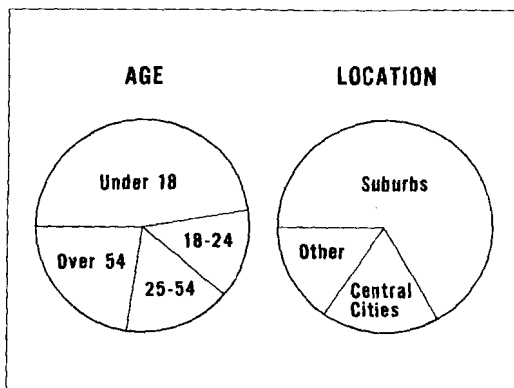 AGE
Under 18
18-24
25-54
Over 54
LOCATION
Suburbs
Other
Central
Cities